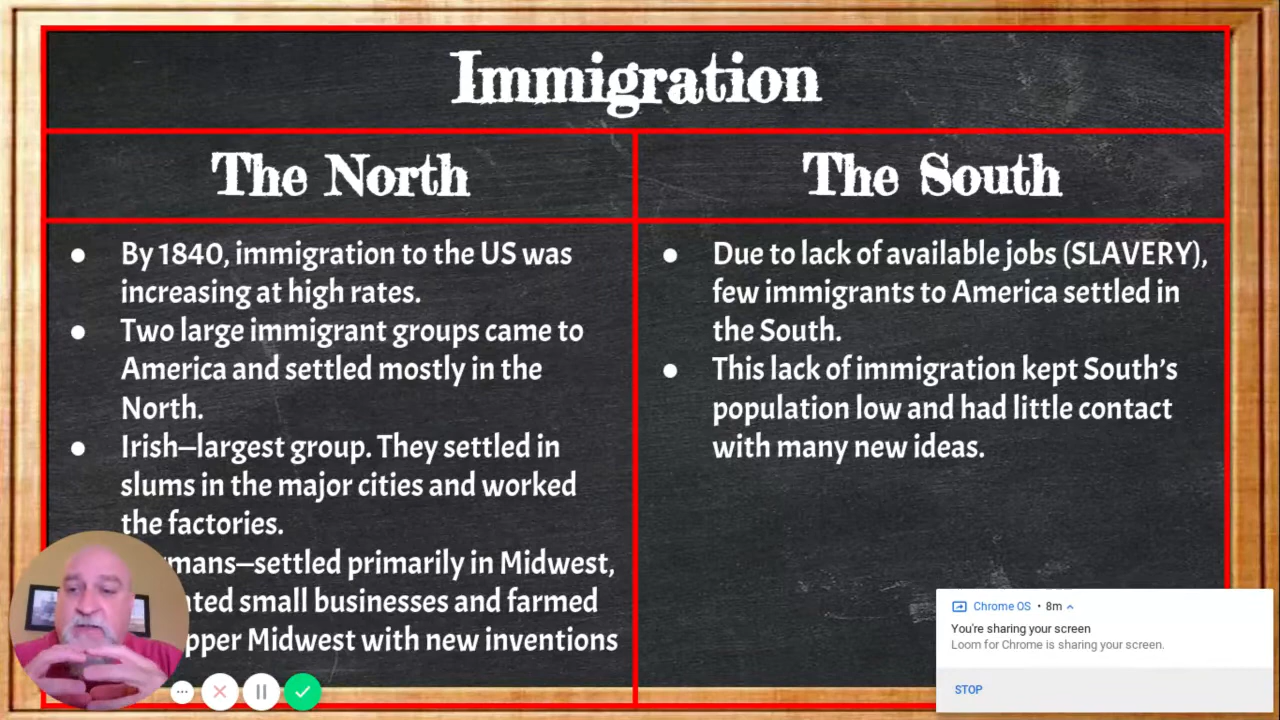 Immigration
The North
The South
By 1840, immigration to the US was
increasing at high rates.
Two large immigrant groups came to
America and settled mostly in the
North.
Irish—largest group. They settled in
slums in the major cities and worked
the factories.
settled primarily in Midwest,
small businesses and farmed
Midwest with new inventions
Due to lack of available jobs (SLAVERY),
few immigrants to America settled in
the South.
This lack of immigration kept South's
population low and had little contact
with many new ideas.
Chrome OS • 8m
You're sharing your screen
Loom for Chrome is sharing your screen.
STOP